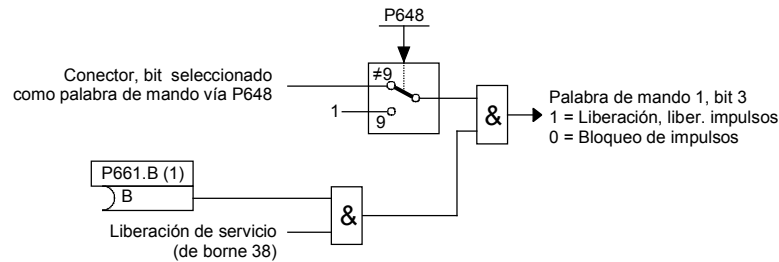 P648
Conector, bit seleccionado
como palabra de mando vía P648
≠9
1
9
&
Palabra de mando 1, bit 3
1 = Liberación, liber. impulsos
0 = Bloqueo de impulsos
P661.B (1)
B
&
Liberación de servicio
(de borne 38)